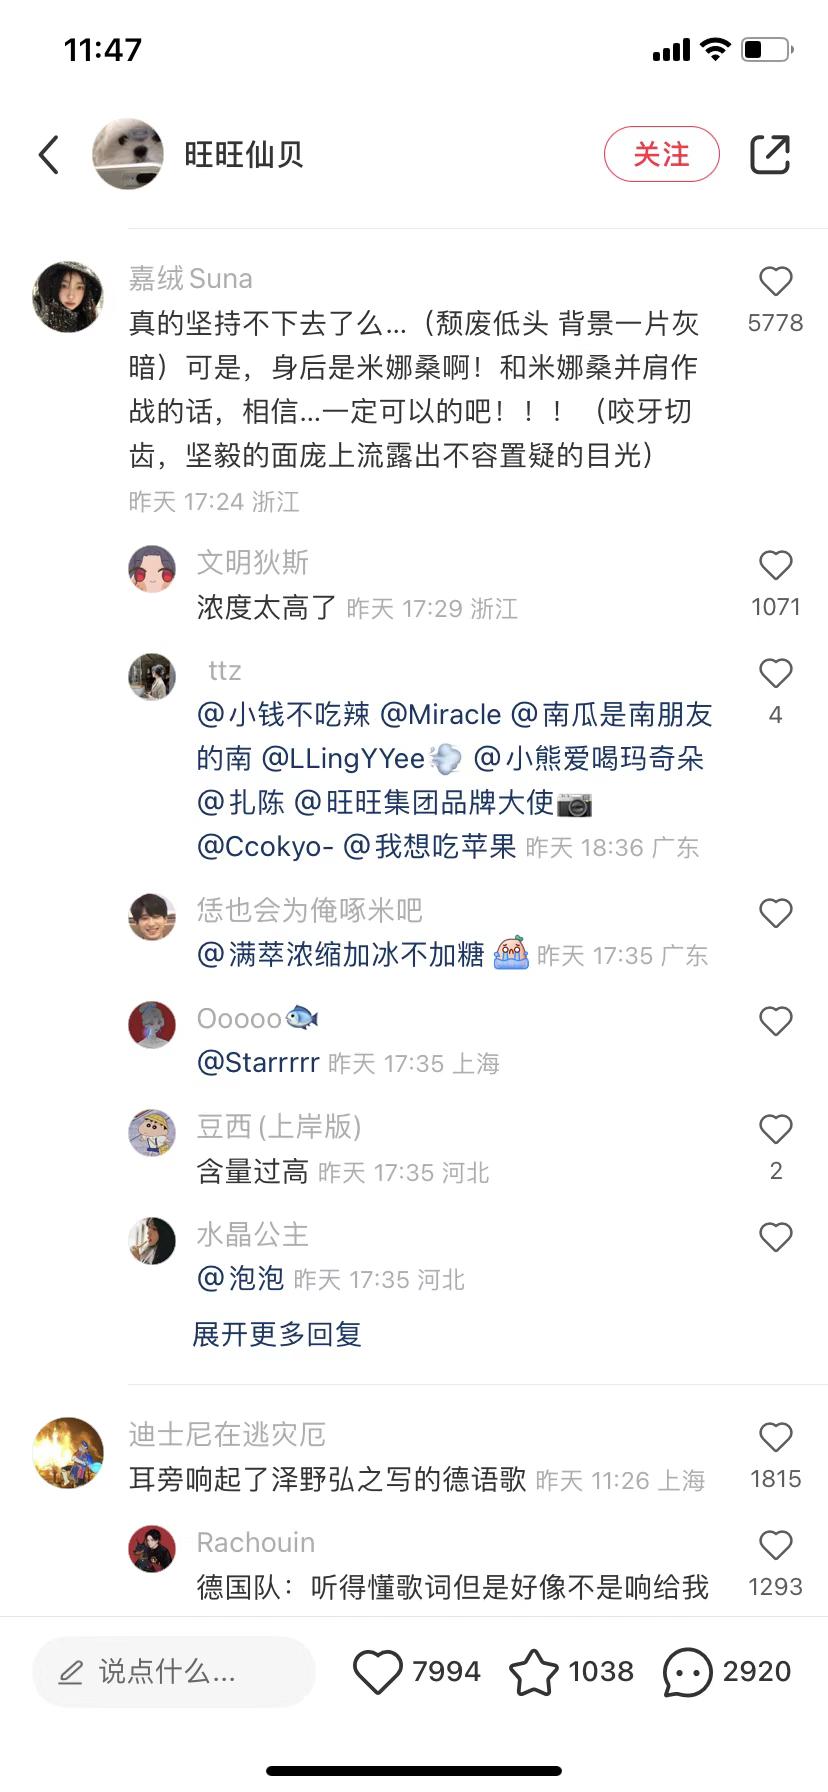 11:47
旺旺仙贝
关注
嘉绒Suna
真的坚持不下去了么...（颓废低头 背景一片灰
暗）可是，身后是米娜桑啊！和米娜桑并肩作
战的话，相信...一定可以的吧！！！（咬牙切
齿，坚毅的面庞上流露出不容置疑的目光）
昨天 17:24 浙江
5778
文明狄斯
浓度太高了 昨天 17:29 浙江
1071
ttz
@小钱不吃辣 @Miracle @南瓜是南朋友
的南 @LLingYYee💨 @小熊爱喝玛奇朵
@扎陈 @旺旺集团品牌大使📷
@Ccokyo- @我想吃苹果 昨天 18:36 广东
4
恁也会为俺啄米吧
@满萃浓缩加冰不加糖 昨天 17:35 广东
Ooooo🐟
@Starrrrr 昨天 17:35 上海
豆西(上岸版)
含量过高 昨天 17:35 河北
2
水晶公主
@泡泡 昨天 17:35 河北
展开更多回复
迪士尼在逃灾厄
耳旁响起了泽野弘之写的德语歌 昨天 11:26 上海
1815
Rachouin
德国队：听得懂歌词但是好像不是响给我
1293
说点什么...
7994
1038
2920